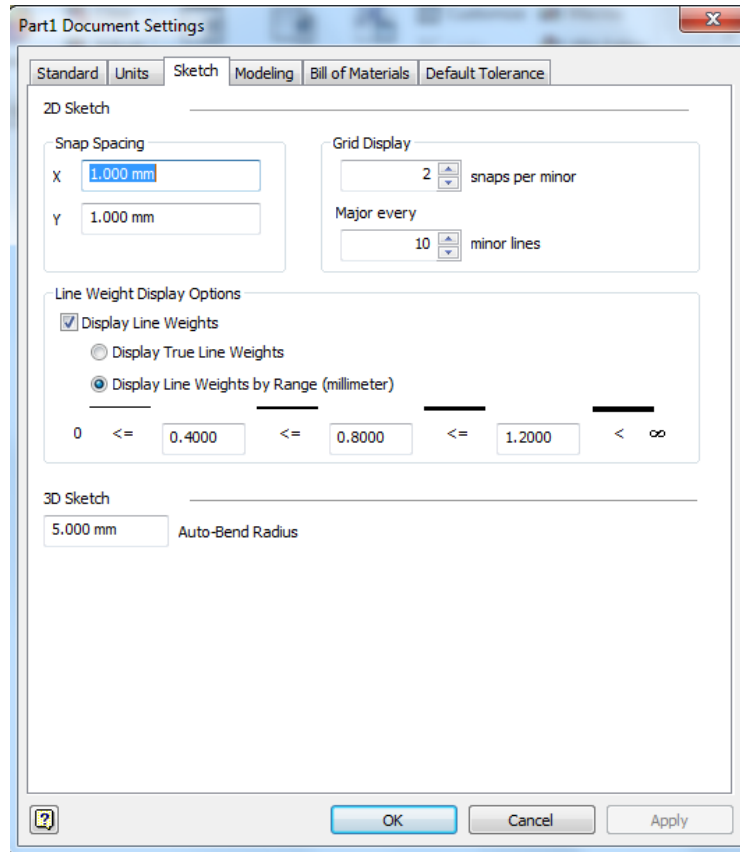 Part1 Document Settings
Standard Units Sketch Modeling Bill of Materials Default Tolerance
2D Sketch
Snap Spacing
X 1.000 mm
Y 1.000 mm
Grid Display
2 snaps per minor
Major every
10 minor lines
Line Weight Display Options
Display Line Weights
Display True Line Weights
Display Line Weights by Range (millimeter)
0 <= 0.4000 <= 0.8000 <= 1.2000 < ∞
3D Sketch
5.000 mm Auto-Bend Radius
OK Cancel Apply